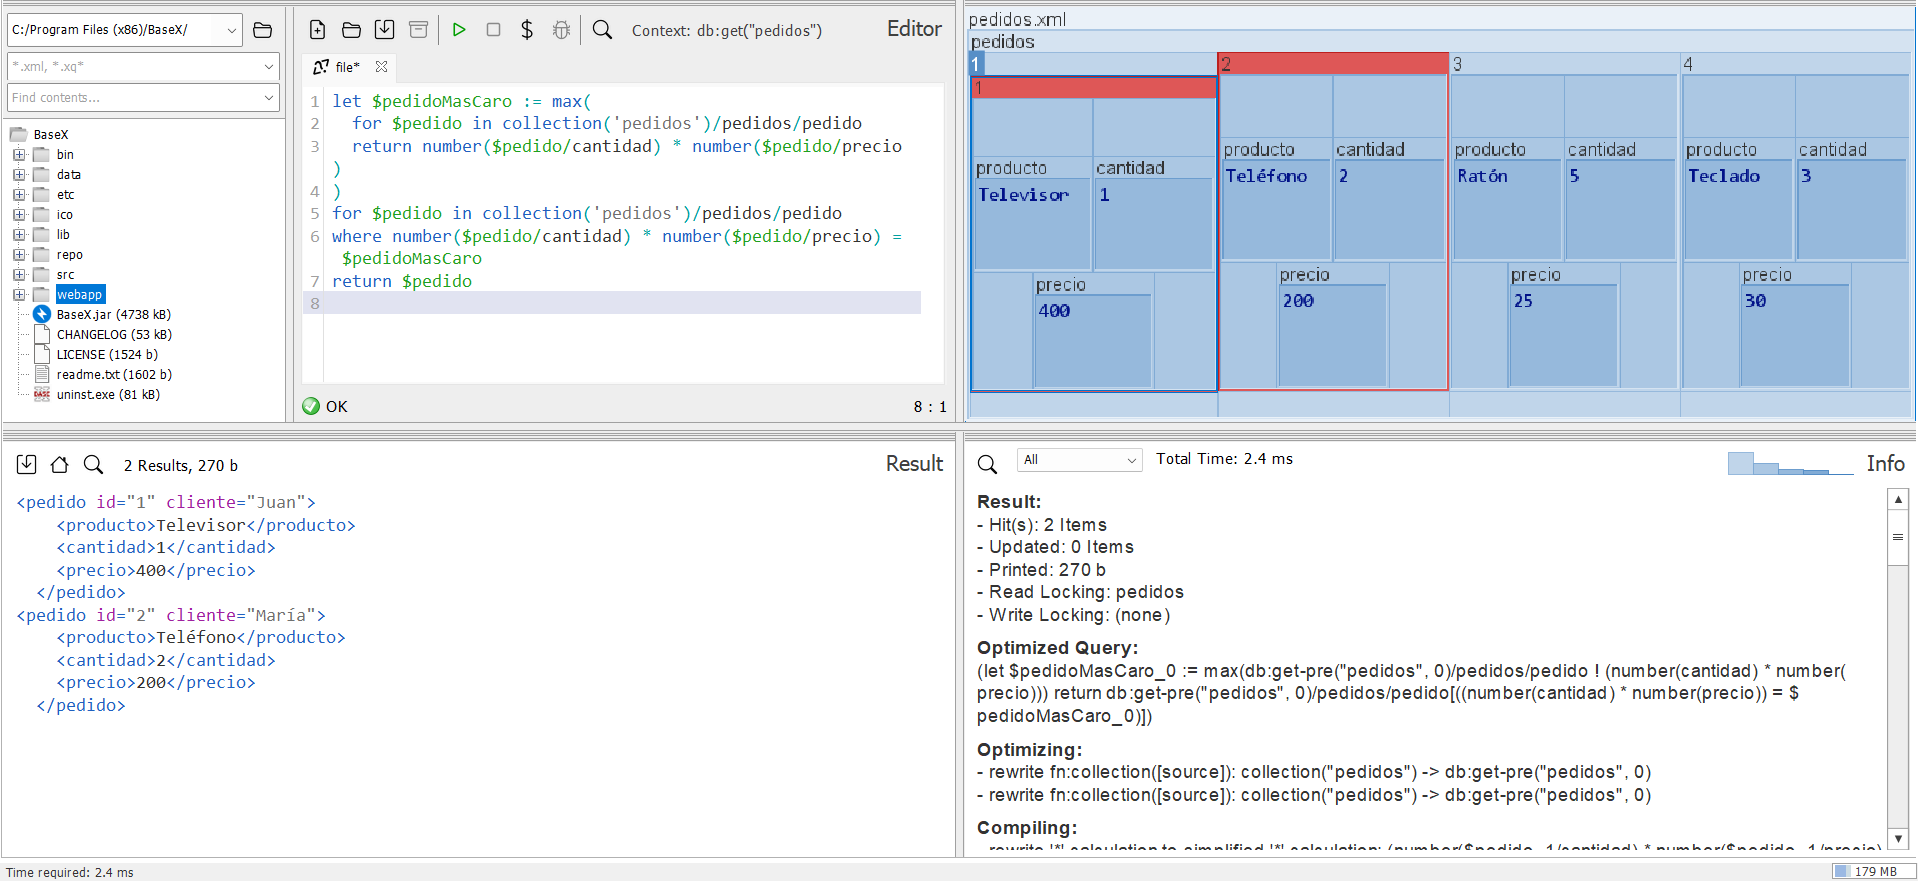 C:/Program Files (x86)/BaseX/
*.xml, *.xq*
Find contents...
BaseX
bin
data
etc
ico
lib
repo
src
webapp
BaseX.jar (4738 kB)
CHANGELOG (53 kB)
LICENSE (1524 b)
readme.txt (1602 b)
uninst.exe (81 kB)
Context: db:get("pedidos")
Editor
file*
1 let $pedidoMasCaro := max(
2 for $pedido in collection('pedidos')/pedidos/pedido
3 return number($pedido/cantidad) * number($pedido/precio
)
4 )
5 for $pedido in collection('pedidos')/pedidos/pedido
6 where number($pedido/cantidad) * number($pedido/precio) =
$pedidoMasCaro
7 return $pedido
8
OK
8 : 1
pedidos.xml
pedidos
1
1
producto
Televisor
cantidad
1
precio
400
2
producto
Teléfono
cantidad
2
precio
200
3
producto
Ratón
cantidad
5
precio
25
4
producto
Teclado
cantidad
3
precio
30
2 Results, 270 b
Result
<pedido id="1" cliente="Juan">
<producto>Televisor</producto>
<cantidad>1</cantidad>
<precio>400</precio>
</pedido>
<pedido id="2" cliente="María">
<producto>Teléfono</producto>
<cantidad>2</cantidad>
<precio>200</precio>
</pedido>
All
Total Time: 2.4 ms
Info
Result:
- Hit(s): 2 Items
- Updated: 0 Items
- Printed: 270 b
- Read Locking: pedidos
- Write Locking: (none)
Optimized Query:
(let $pedidoMasCaro_0 := max(db:get-pre("pedidos", 0)/pedidos/pedido ! (number(cantidad) * number(
precio))) return db:get-pre("pedidos", 0)/pedidos/pedido[((number(cantidad) * number(precio)) = $
pedidoMasCaro_0)])
Optimizing:
- rewrite fn:collection([source]): collection("pedidos") -> db:get-pre("pedidos", 0)
- rewrite fn:collection([source]): collection("pedidos") -> db:get-pre("pedidos", 0)
Compiling:
- rewrite '*' calculation to simplified '*' calculation: (number($pedido_1/cantidad) * number($pedido_1/precio)
Time required: 2.4 ms
179 MB